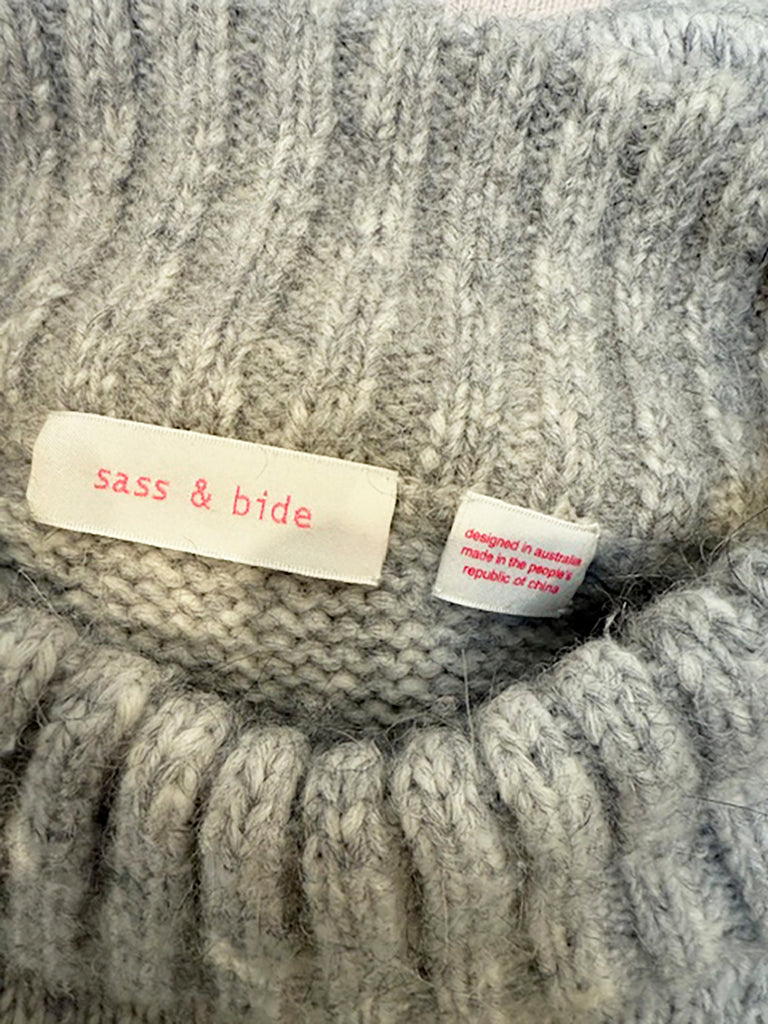 sass & bide
designed in australia
made in the people's
republic of china